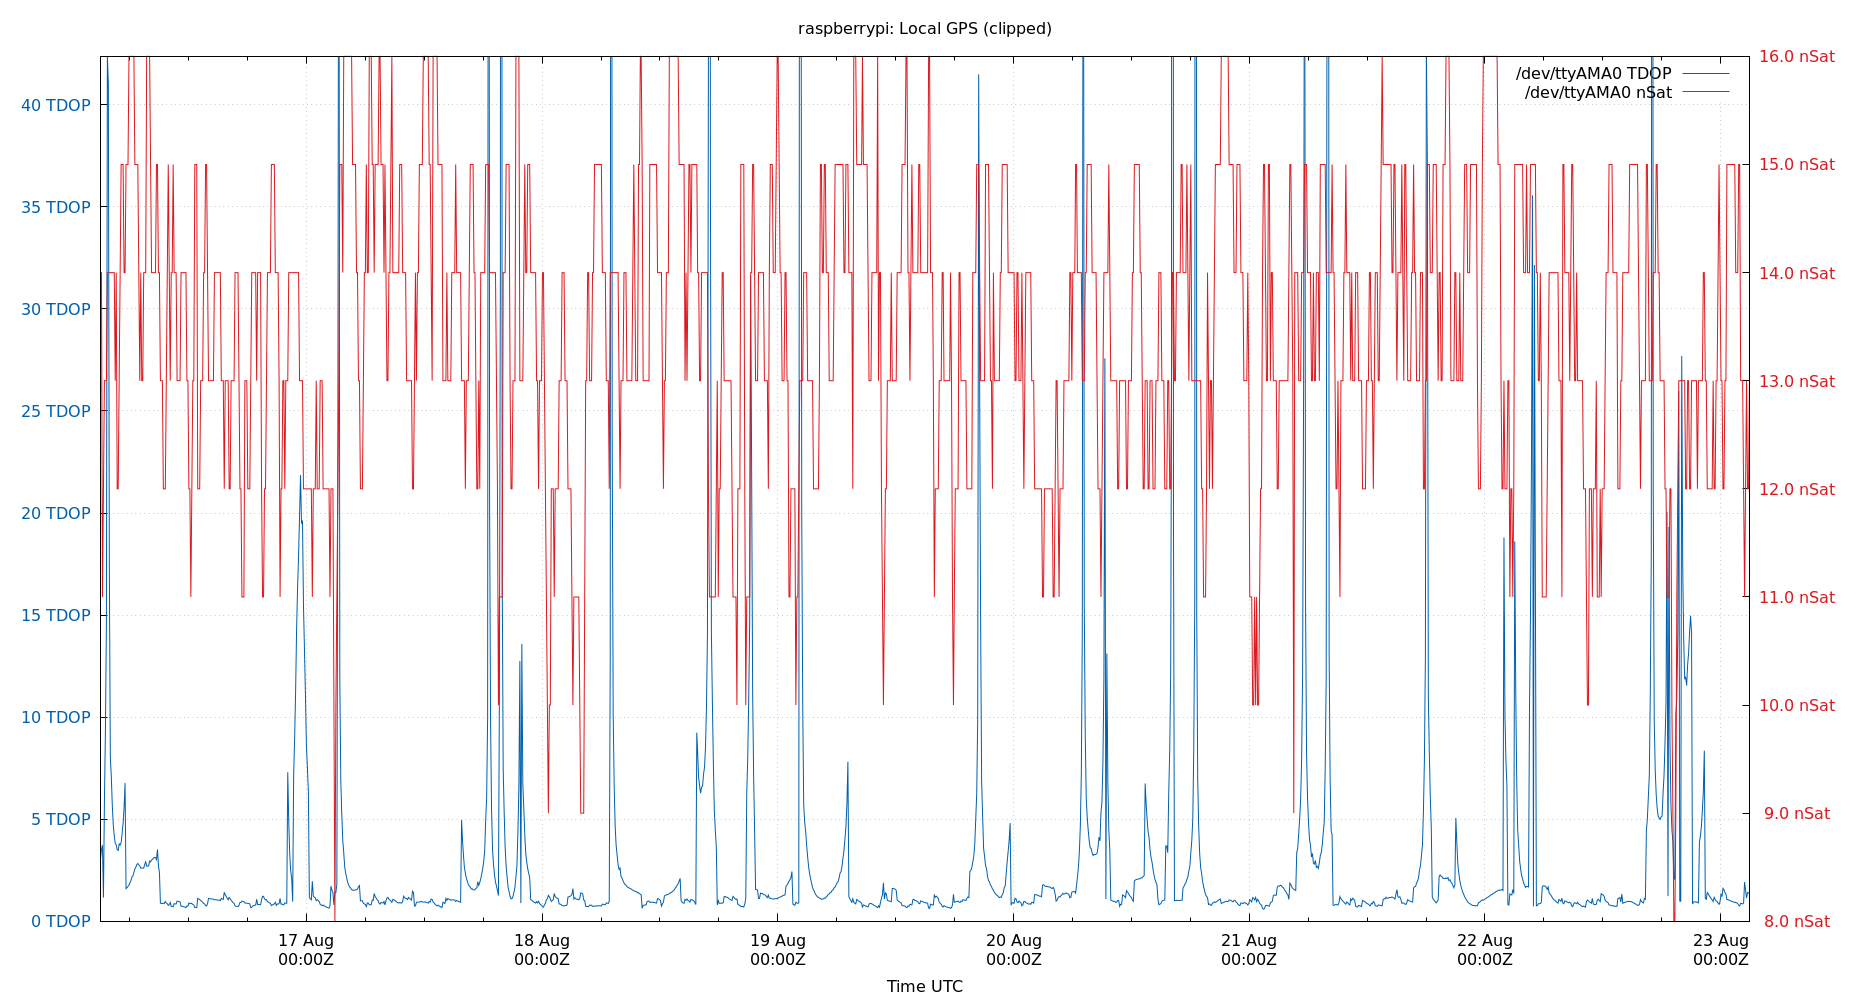 raspberrypi: Local GPS (clipped)
/dev/ttyAMA0 TDOP
/dev/ttyAMA0 nSat
40 TDOP
35 TDOP
30 TDOP
25 TDOP
20 TDOP
15 TDOP
10 TDOP
5 TDOP
0 TDOP
16.0 nSat
15.0 nSat
14.0 nSat
13.0 nSat
12.0 nSat
11.0 nSat
10.0 nSat
9.0 nSat
8.0 nSat
17 Aug 18 Aug 19 Aug 20 Aug 21 Aug 22 Aug 23 Aug
00:00Z 00:00Z 00:00Z 00:00Z 00:00Z 00:00Z 00:00Z
Time UTC